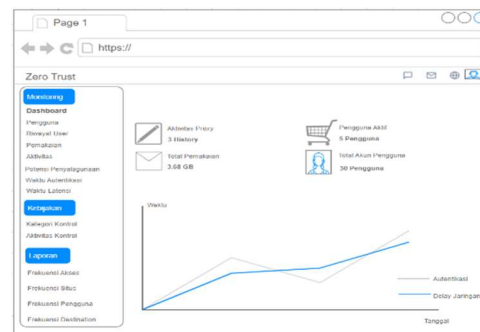 Page 1
https://
Zero Trust
Monitoring
Dashboard
Pengguna
Riwayat User
Pemakaian
Aktivitas
Potensi Penyalagunaan
Waktu Autentikasi
Waktu Latensi
Kebijakan
Kategori Kontrol
Aktivitas Kontrol
Laporan
Frekuensi Akses
Frekuensi Situs
Frekuensi Pengguna
Frekuensi Destination
Aktivitas Proxy
3 History
Pengguna Aktif
5 Pengguna
Total Pemakaian
3.68 GB
Total Akun Pengguna
30 Pengguna
Waktu
Autentikasi
Delay Jaringan
Tanggal